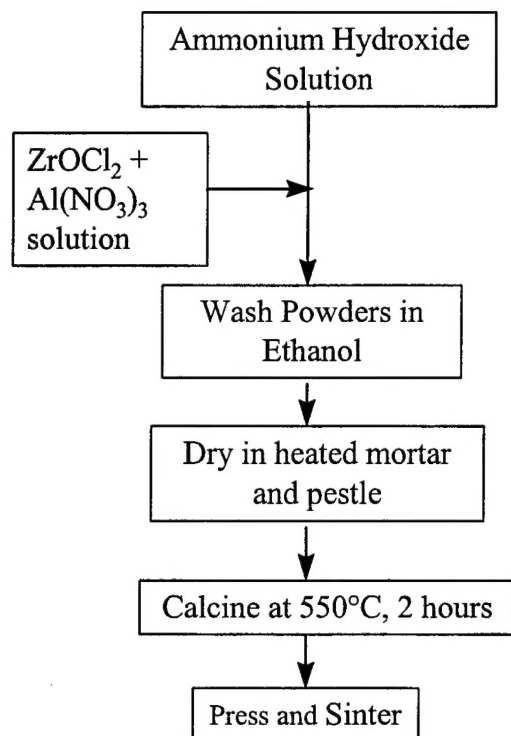 Ammonium Hydroxide
Solution
ZrOCl₂ +
Al(NO₃)₃
solution
Wash Powders in
Ethanol
Dry in heated mortar
and pestle
Calcine at 550°C, 2 hours
Press and Sinter